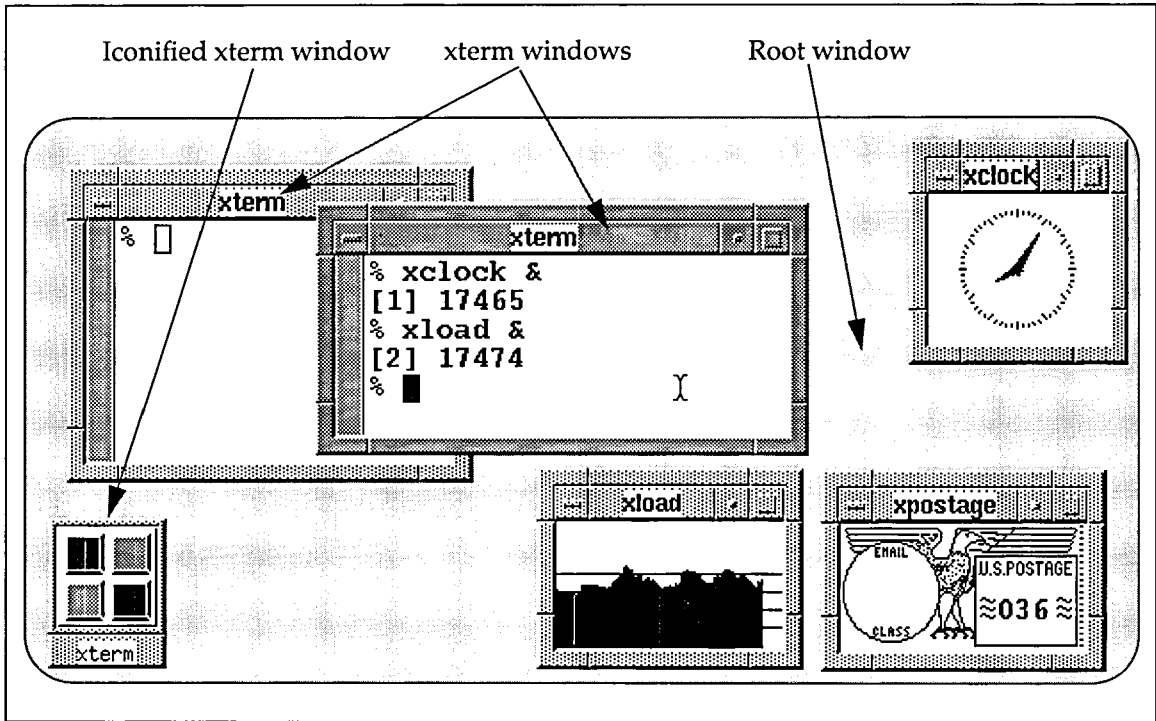 Iconified xterm window
xterm windows
Root window
xterm
%
xterm
% xclock &
[1] 17465
% xload &
[2] 17474
%
xclock
xload
xpostage
EMAIL
CLASS
U.S.POSTAGE
≈036≈
xterm